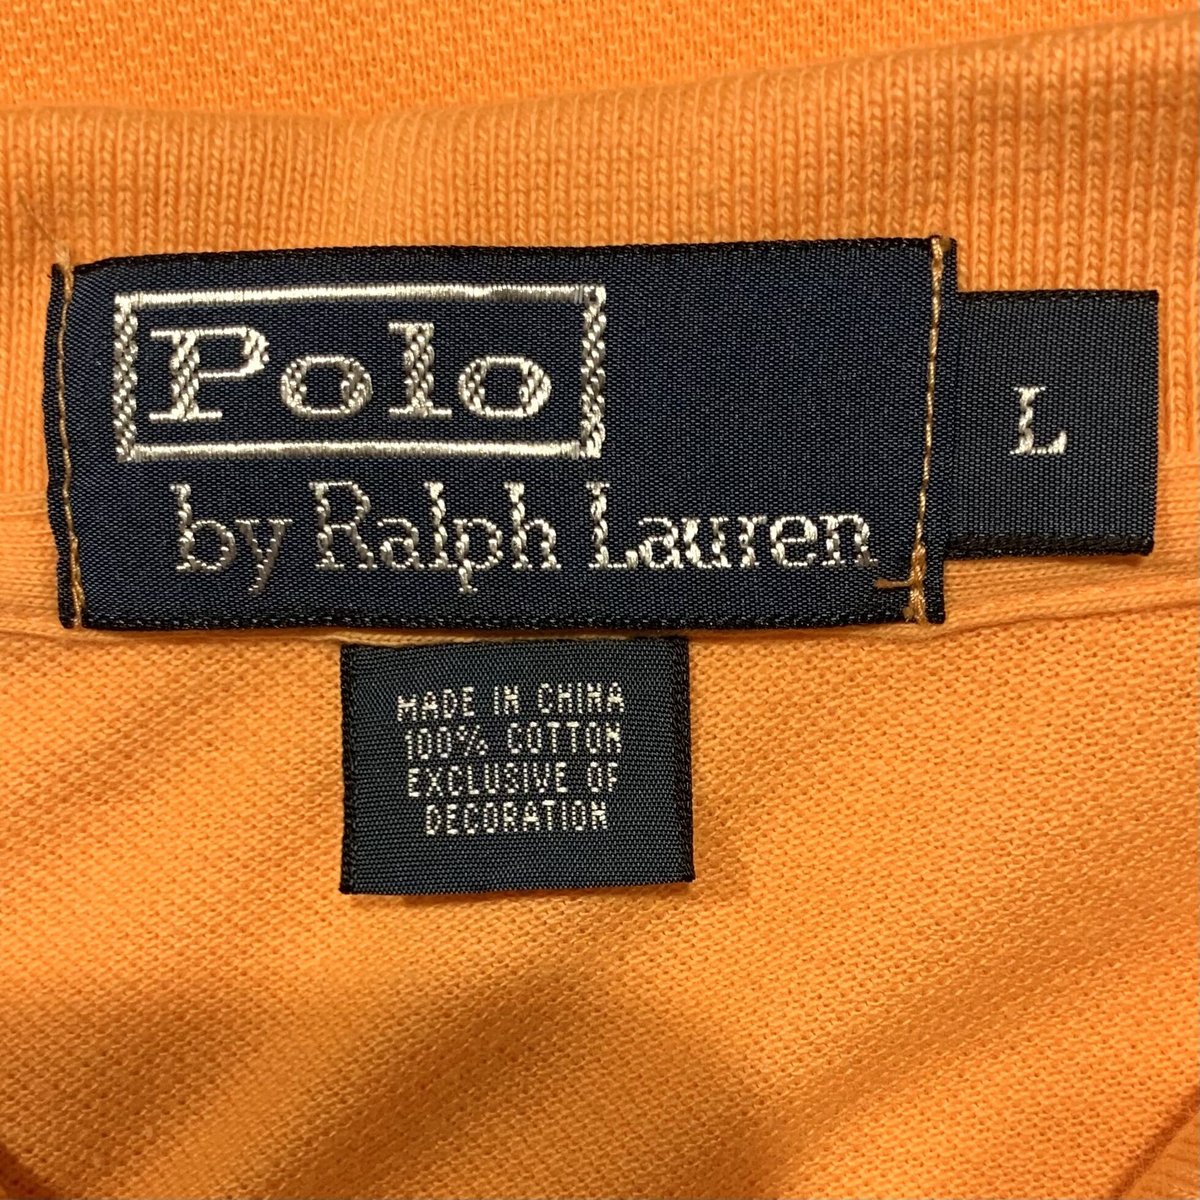 Polo
by Ralph Lauren
L
MADE IN CHINA
100% COTTON
EXCLUSIVE OF
DECORATION